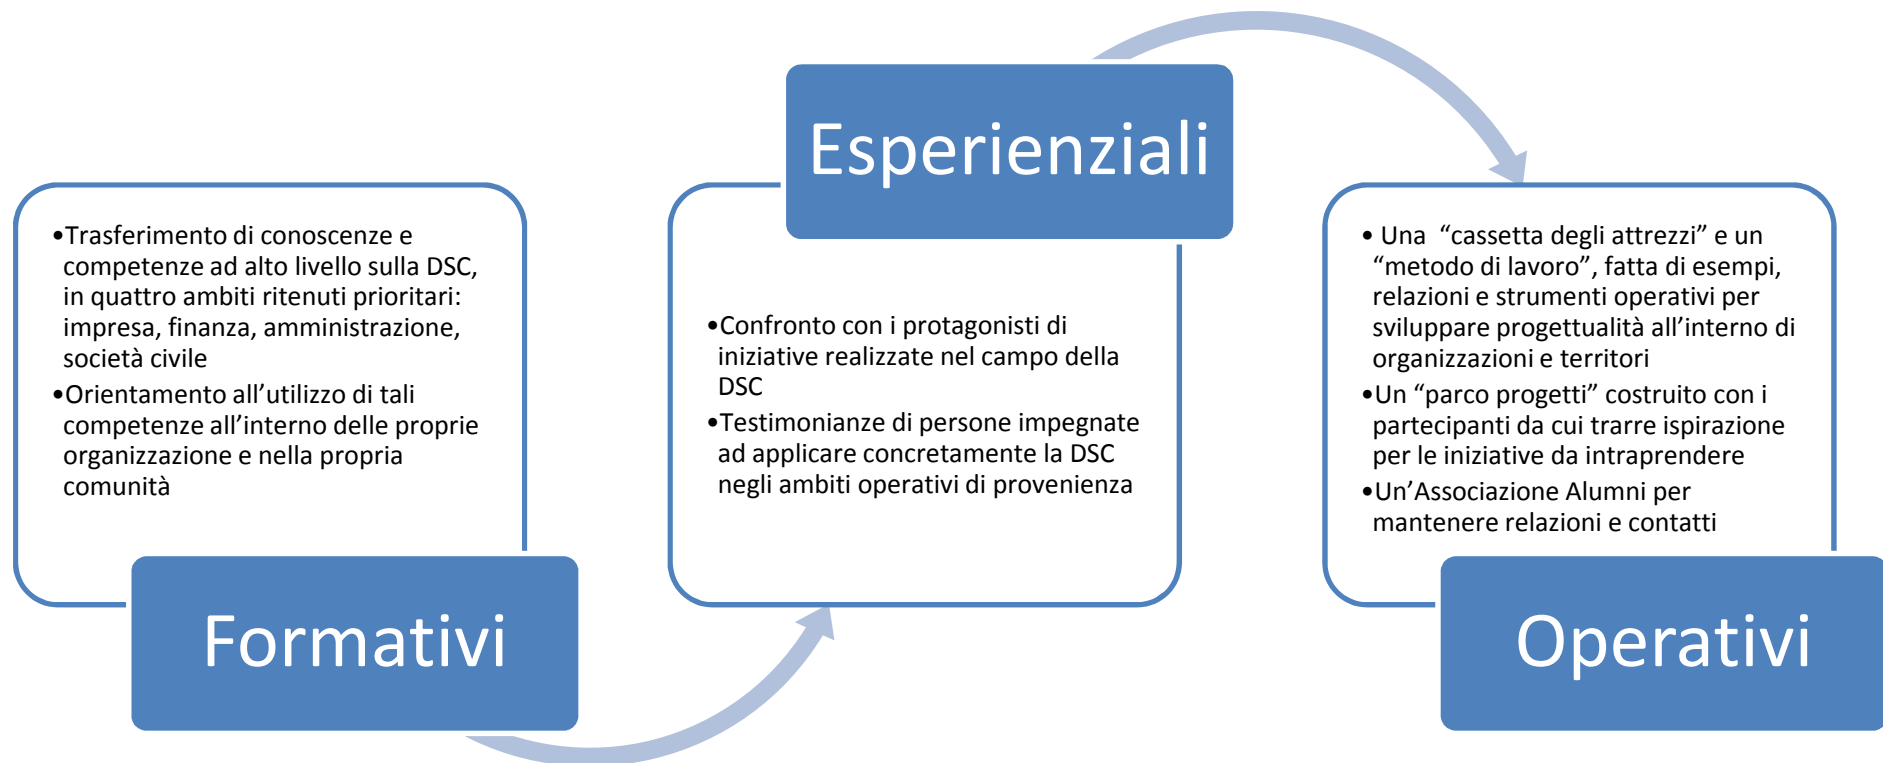 •Trasferimento di conoscenze e
competenze ad alto livello sulla DSC,
in quattro ambiti ritenuti prioritari:
impresa, finanza, amministrazione,
società civile
•Orientamento all’utilizzo di tali
competenze all’interno delle proprie
organizzazione e nella propria
comunità
Formativi
Esperienziali
•Confronto con i protagonisti di
iniziative realizzate nel campo della
DSC
•Testimonianze di persone impegnate
ad applicare concretamente la DSC
negli ambiti operativi di provenienza
• Una “cassetta degli attrezzi” e un
“metodo di lavoro”, fatta di esempi,
relazioni e strumenti operativi per
sviluppare progettualità all’interno di
organizzazioni e territori
•Un “parco progetti” costruito con i
partecipanti da cui trarre ispirazione
per le iniziative da intraprendere
•Un’Associazione Alumni per
mantenere relazioni e contatti
Operativi